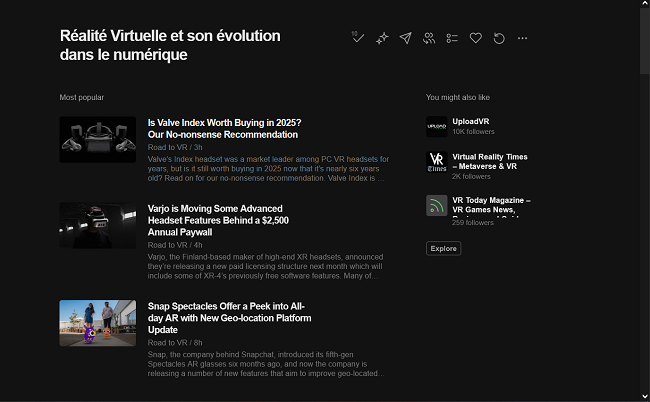 Réalité Virtuelle et son évolution
dans le numérique
10
Most popular
Is Valve Index Worth Buying in 2025?
Our No-nonsense Recommendation
Road to VR / 3h
Valve's Index headset was a market leader among PC VR headsets for
years, but is it still worth buying in 2025 now that it's nearly six years
old? Read on for our no-nonsense recommendation. Valve Index is ...
Varjo is Moving Some Advanced
Headset Features Behind a $2,500
Annual Paywall
Road to VR / 4h
Varjo, the Finland-based maker of high-end XR headsets, announced
they're releasing a new paid licensing structure next month which will
include some of XR-4's previously free software features. Many of...
Snap Spectacles Offer a Peek into All-
day AR with New Geo-location Platform
Update
Road to VR / 8h
Snap, the company behind Snapchat, introduced its fifth-gen
Spectacles AR glasses six months ago, and now the company is
releasing a number of new features that aim to improve geo-located...
You might also like
UPLOAD
UploadVR
10K followers
VR
Times
Virtual Reality Times
– Metaverse & VR
2K followers
VR Today Magazine –
VR Games News,
259 followers
Explore